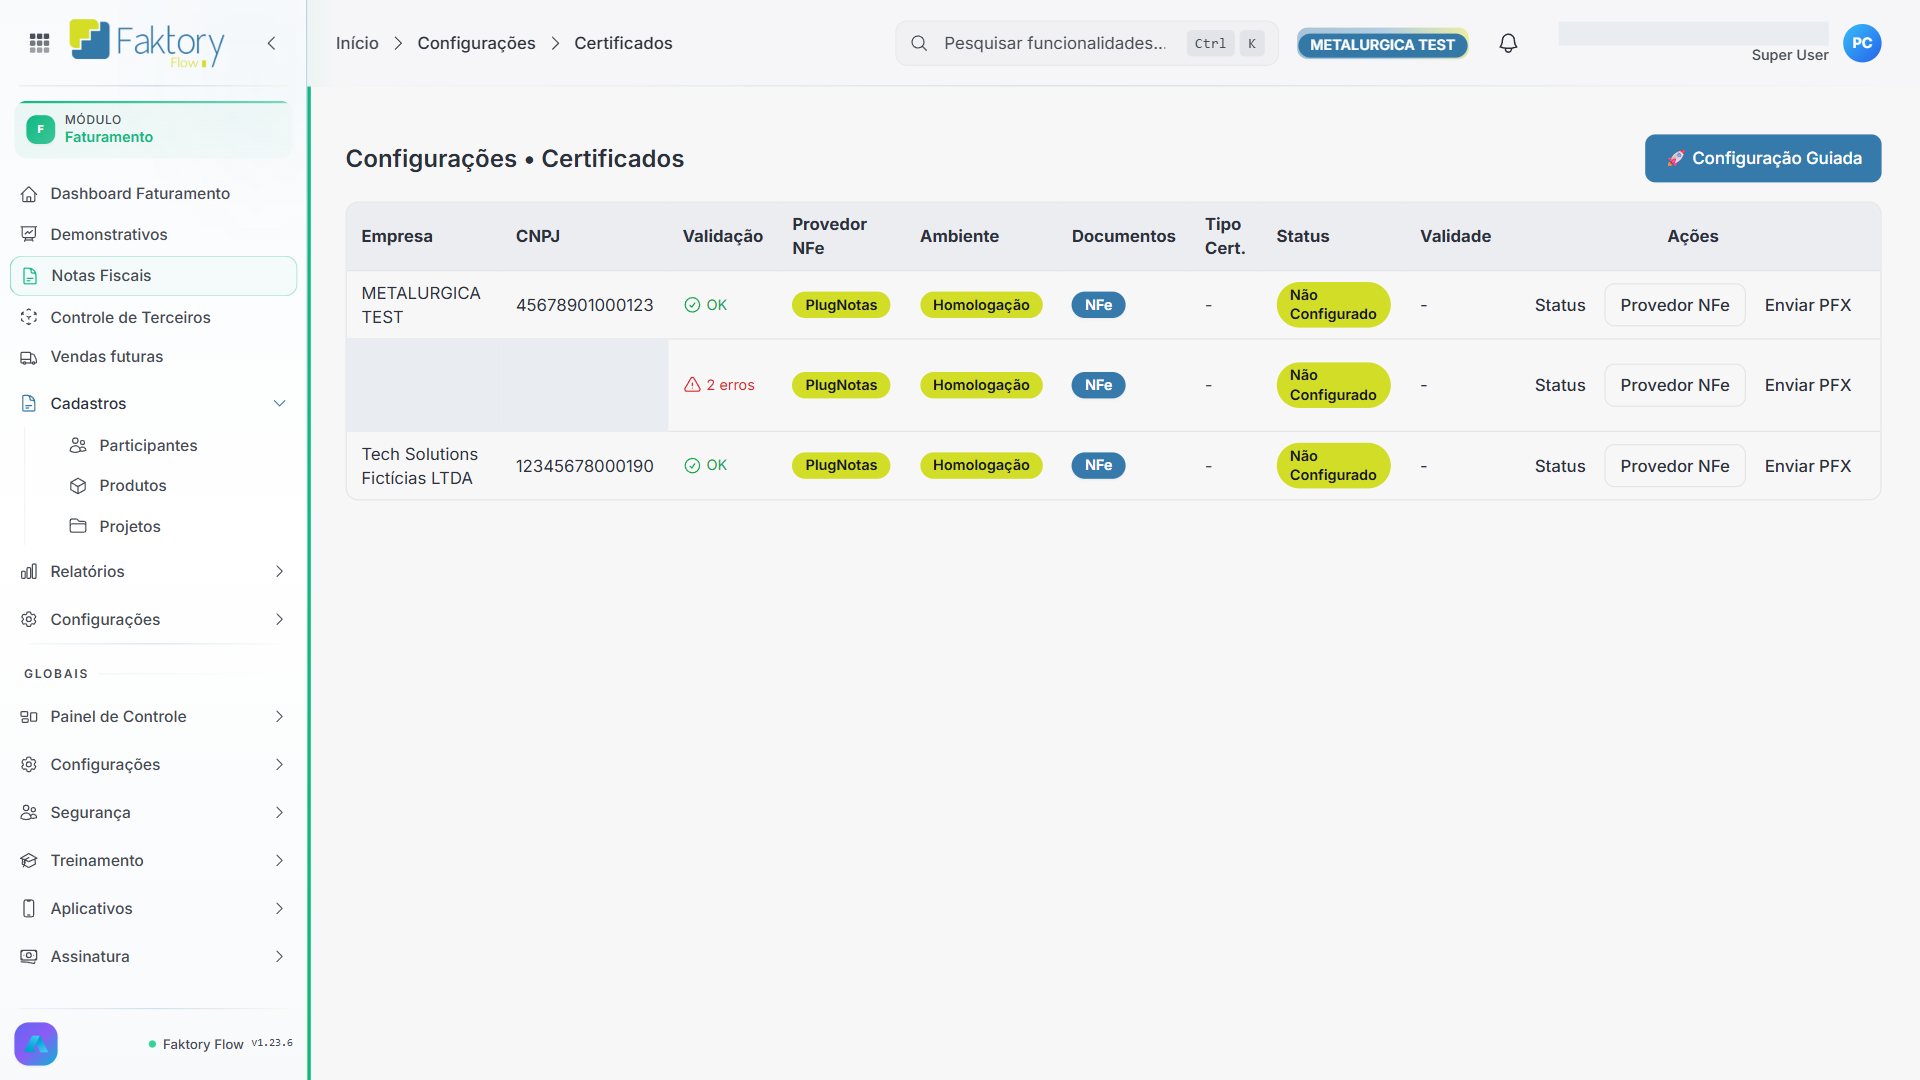 Faktory
Flow
Início
Configurações
Certificados
Pesquisar funcionalidades...
Ctrl
K
METALURGICA TEST
Super User
PC
F
MÓDULO
Faturamento
Dashboard Faturamento
Demonstrativos
Notas Fiscais
Controle de Terceiros
Vendas futuras
Cadastros
Participantes
Produtos
Projetos
Relatórios
Configurações
GLOBAIS
Painel de Controle
Configurações
Segurança
Treinamento
Aplicativos
Assinatura
Faktory Flow v1.23.6
Configurações • Certificados
🚀 Configuração Guiada
Empresa
CNPJ
Validação
Provedor
NFe
Ambiente
Documentos
Tipo
Cert.
Status
Validade
Ações
METALURGICA
TEST
45678901000123
OK
PlugNotas
Homologação
NFe
-
Não
Configurado
-
Status
Provedor NFe
Enviar PFX
2 erros
PlugNotas
Homologação
NFe
-
Não
Configurado
-
Status
Provedor NFe
Enviar PFX
Tech Solutions
Fictícias LTDA
12345678000190
OK
PlugNotas
Homologação
NFe
-
Não
Configurado
-
Status
Provedor NFe
Enviar PFX